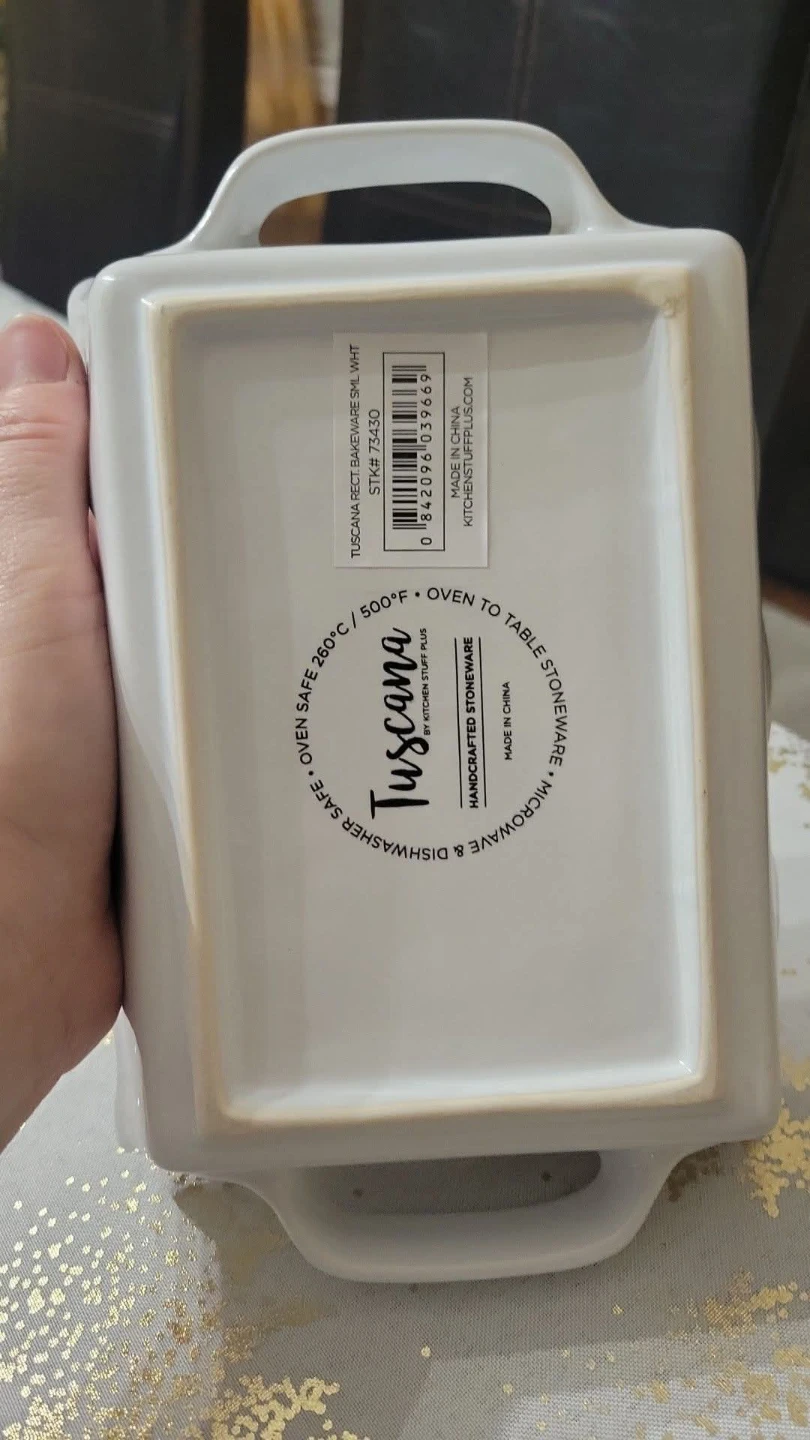 TUSCANA RECT. BAKEWARE SML WHT
STK# 73430
0 842096 039669
MADE IN CHINA
KITCHENSTUFFPLUS.COM
• OVEN SAFE 260°C / 500°F • OVEN TO TABLE STONEWARE • MICROWAVE & DISHWASHER SAFE
Tuscana
BY KITCHEN STUFF PLUS
HANDCRAFTED STONEWARE
MADE IN CHINA